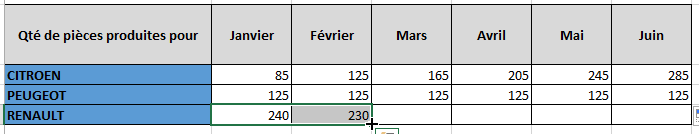 Qté de pièces produites pour Janvier Février Mars Avril Mai Juin
CITROEN 85 125 165 205 245 285
PEUGEOT 125 125 125 125 125 125
RENAULT 240 230